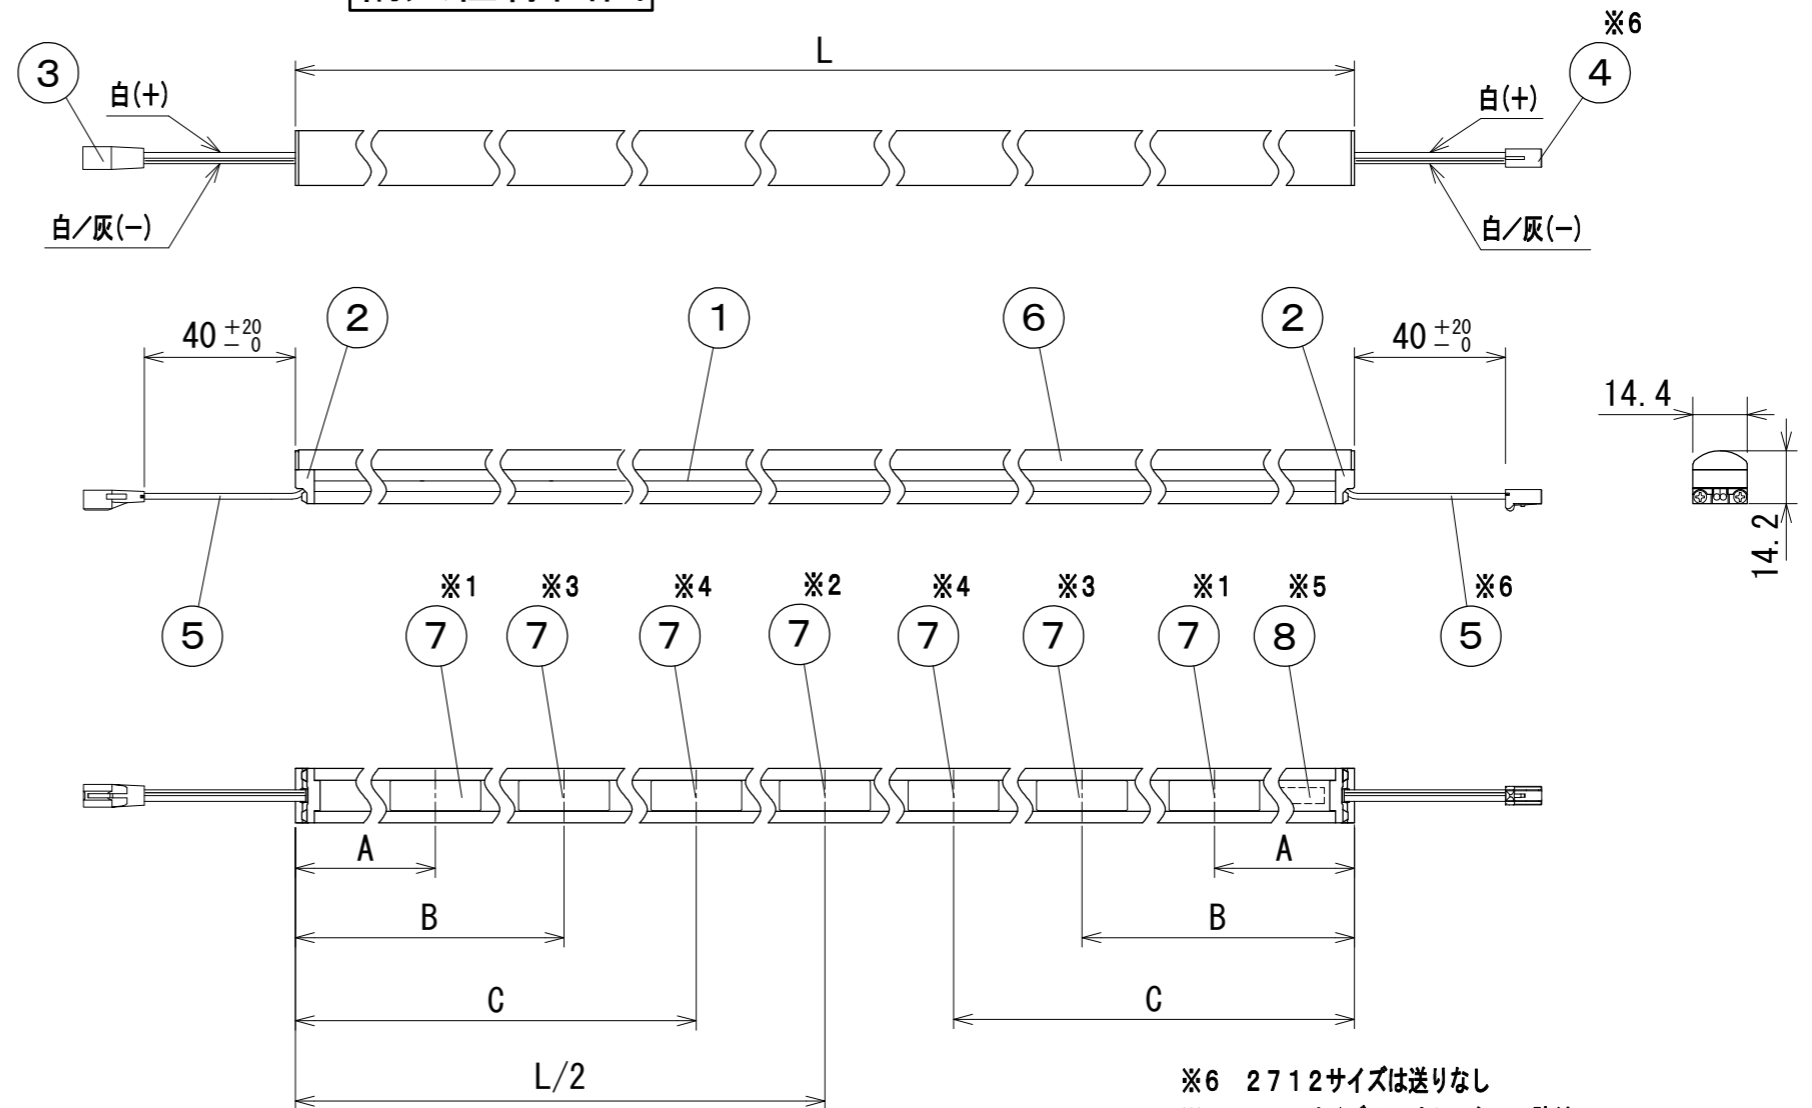 L
※6
③
④
白(+)
白(+)
白/灰(-)
白/灰(-)
②
①
⑥
②
40 +20 - 0
40 +20 - 0
14.4
14.2
※1
※3
※4
※2
※4
※3
※1
※5
※6
⑤
⑦
⑦
⑦
⑦
⑦
⑦
⑦
⑧
⑤
A
A
B
B
C
C
L/2
※6 2712サイズは送りなし